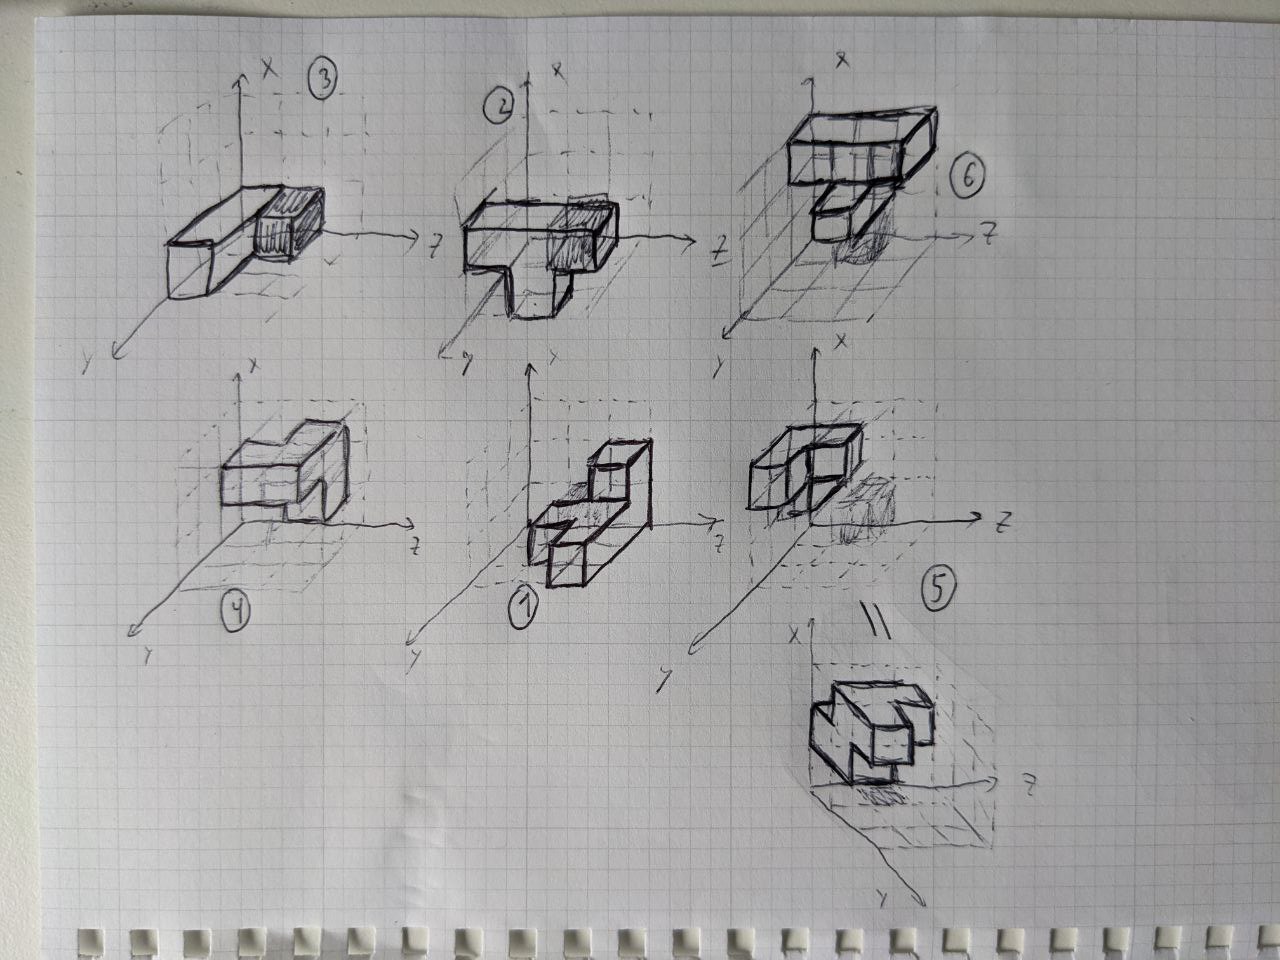 X ③ X ② X
⑥
Z Z Z
Y y Y
X X X
Z Z Z
④ ① ⑤
Y Y Y
=
X
Z
Y